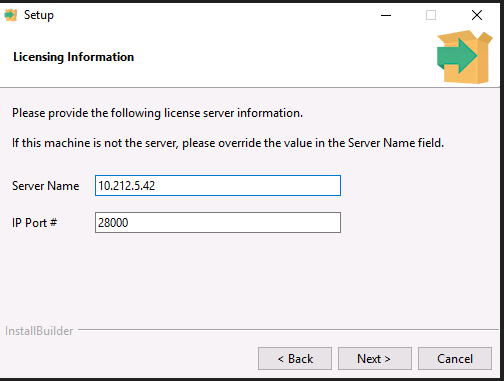 Setup
Licensing Information
Please provide the following license server information.
If this machine is not the server, please override the value in the Server Name field.
Server Name 10.212.5.42
IP Port # 28000
InstallBuilder
< Back Next > Cancel